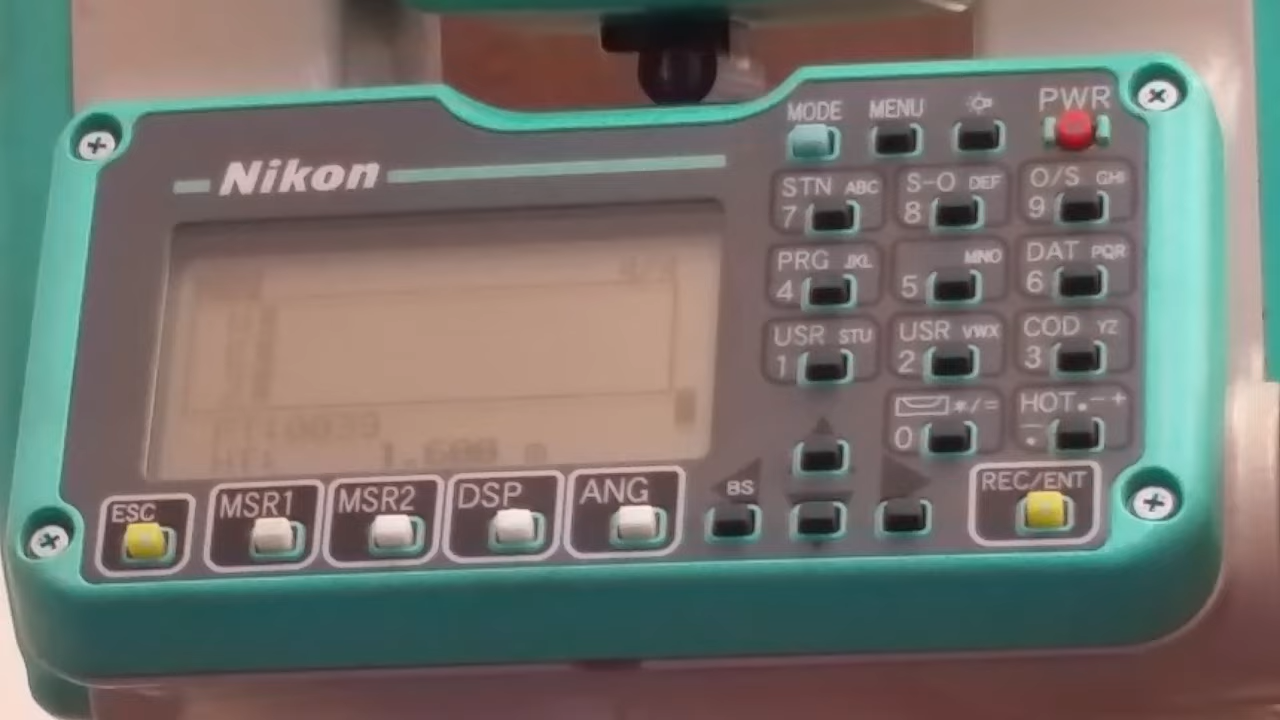 Nikon
MODE MENU PWR
STN ABC S-O DEF O/S GHI
7 8 9
PRG JKL MNO DAT PQR
4 5 6
USR STU USR VWX COD YZ
1 2 3
*/= HOT .-+
0 .
BS
ESC MSR1 MSR2 DSP ANG REC/ENT